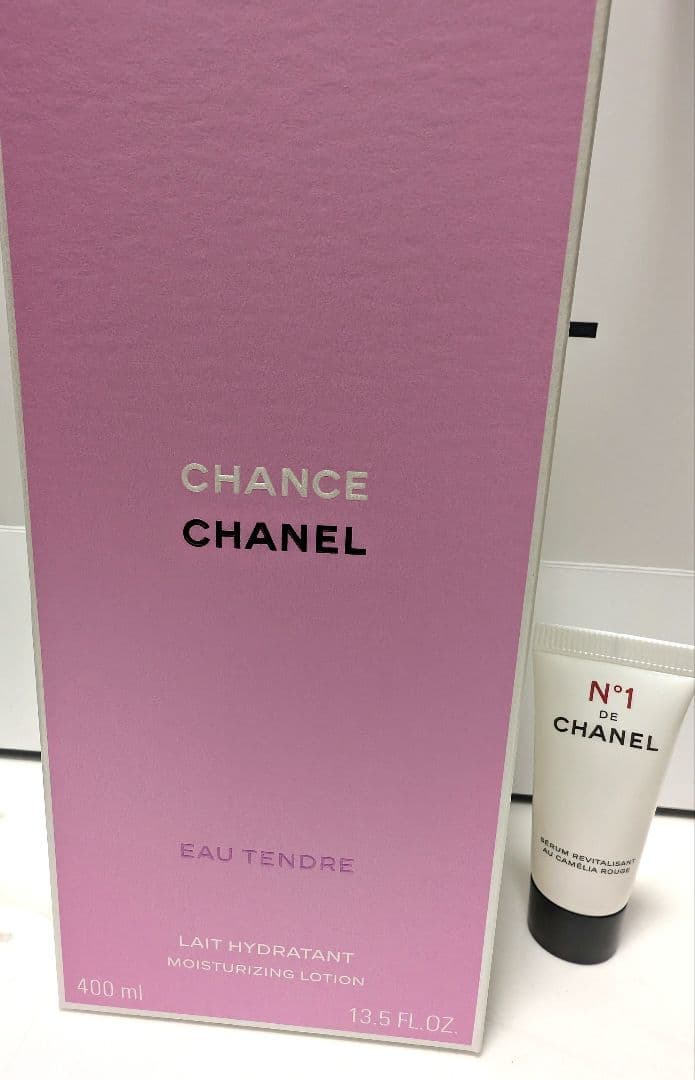 CHANCE
CHANEL
EAU TENDRE
LAIT HYDRATANT
MOISTURIZING LOTION
400 ml
13.5 FL.OZ.
N°1
DE
CHANEL
SÉRUM REVITALISANT
AU CAMÉLIA ROUGE